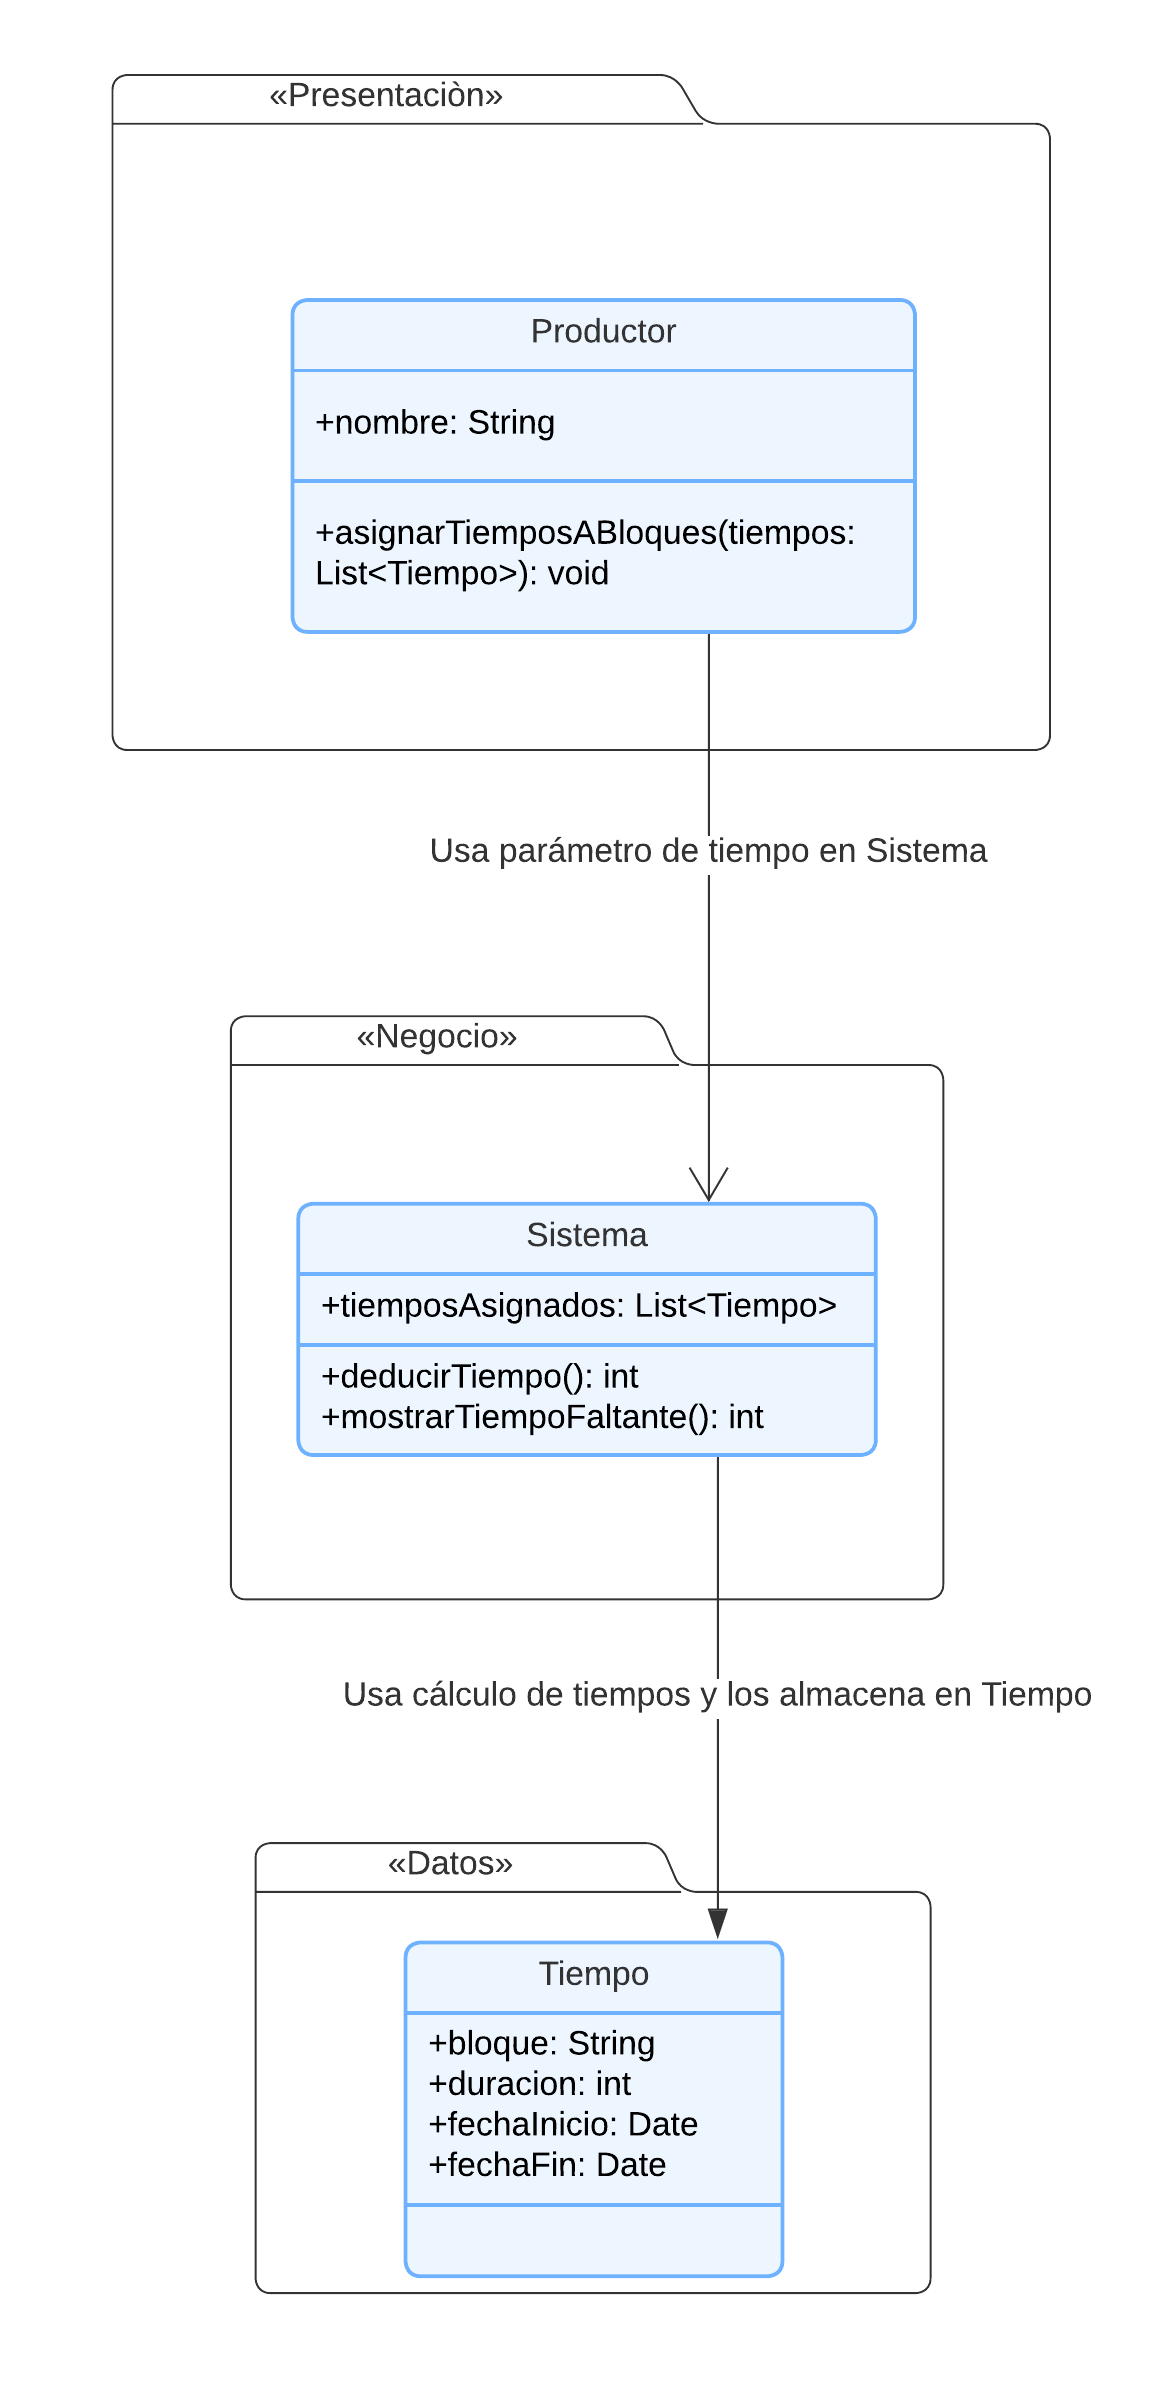 «Presentaciòn»
Productor
+nombre: String
+asignarTiemposABloques(tiempos:
List<Tiempo>): void
Usa parámetro de tiempo en Sistema
«Negocio»
Sistema
+tiemposAsignados: List<Tiempo>
+deducirTiempo(): int
+mostrarTiempoFaltante(): int
Usa cálculo de tiempos y los almacena en Tiempo
«Datos»
Tiempo
+bloque: String
+duracion: int
+fechaInicio: Date
+fechaFin: Date